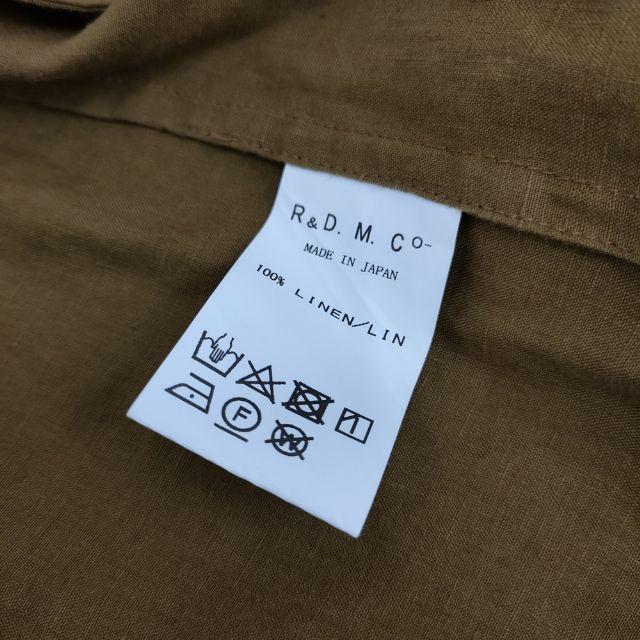 R&D. M. Co-
MADE IN JAPAN
100% LINEN/LIN
F
W